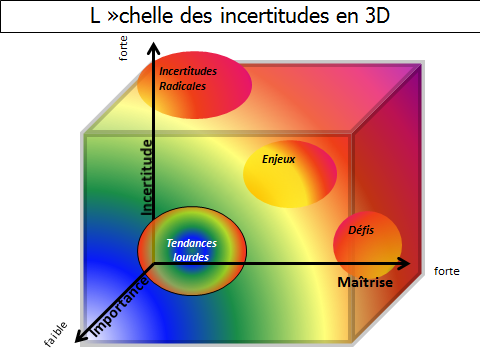 L »chelle des incertitudes en 3D
forte
Incertitudes
Radicales
Enjeux
Incertitude
Défis
Tendances
lourdes
forte
Maîtrise
Importance
faible